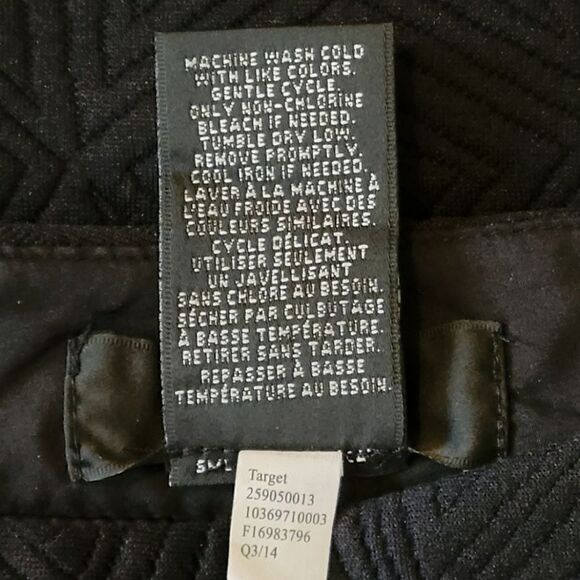 MACHINE WASH COLD
WITH LIKE COLORS.
GENTLE CYCLE.
ONLY NON-CHLORINE
BLEACH IF NEEDED.
TUMBLE DRY LOW.
REMOVE PROMPTLY.
COOL IRON IF NEEDED.
LAVER À LA MACHINE À
L'EAU FROIDE AVEC DES
COULEURS SIMILAIRES.
CYCLE DÉLICAT.
UTILISER SEULEMENT
UN JAVELLISANT
SANS CHLORE AU BESOIN.
SÉCHER PAR CULBUTAGE
À BASSE TEMPÉRATURE.
RETIRER SANS TARDER.
REPASSER À BASSE
TEMPÉRATURE AU BESOIN.
Target
259050013
10369710003
F16983796
Q3/14